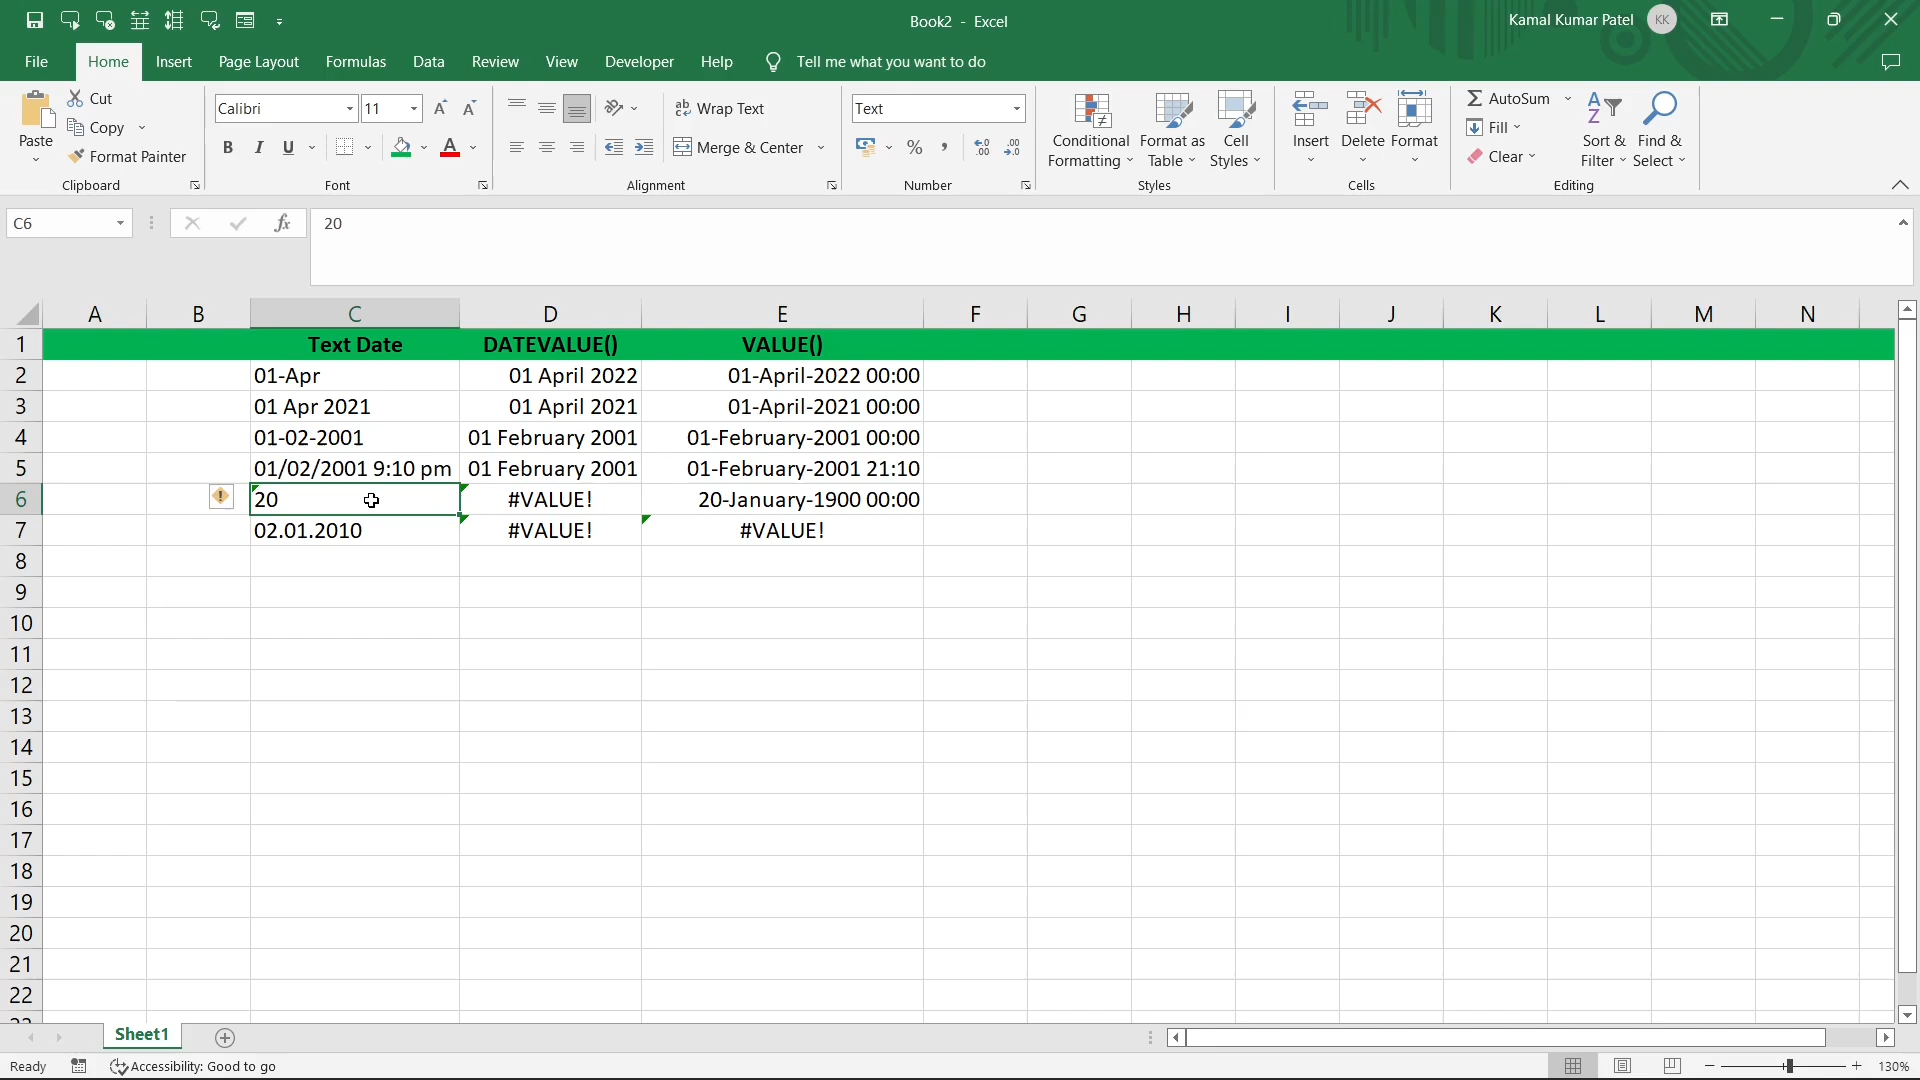 Book2 - Excel
Kamal Kumar Patel KK
File Home Insert Page Layout Formulas Data Review View Developer Help Tell me what you want to do
Paste
Cut
Copy
Format Painter
Clipboard
Calibri 11
B I U A
Font
ab Wrap Text
Merge & Center
Alignment
Text
% ,
Number
Conditional Formatting
Format as Table
Cell Styles
Styles
Insert Delete Format
Cells
AutoSum
Fill
Clear
Sort & Filter
Find & Select
Editing
C6 fx 20
A B C D E F G H I J K L M N
1 Text Date DATEVALUE() VALUE()
2 01-Apr 01 April 2022 01-April-2022 00:00
3 01 Apr 2021 01 April 2021 01-April-2021 00:00
4 01-02-2001 01 February 2001 01-February-2001 00:00
5 01/02/2001 9:10 pm 01 February 2001 01-February-2001 21:10
6 20 #VALUE! 20-January-1900 00:00
7 02.01.2010 #VALUE! #VALUE!
8
9
10
11
12
13
14
15
16
17
18
19
20
21
22
Sheet1
Ready Accessibility: Good to go 130%